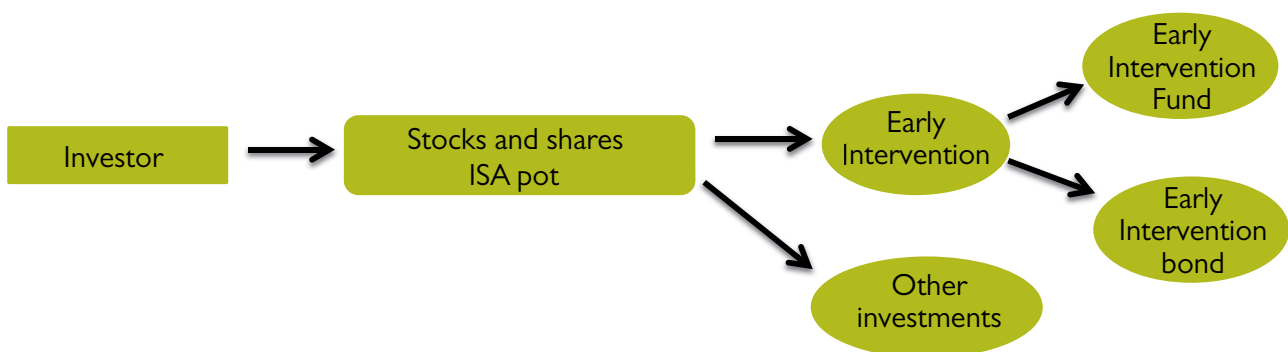 Investor
Stocks and shares
ISA pot
Early
Intervention
Early
Intervention
Fund
Early
Intervention
bond
Other
investments